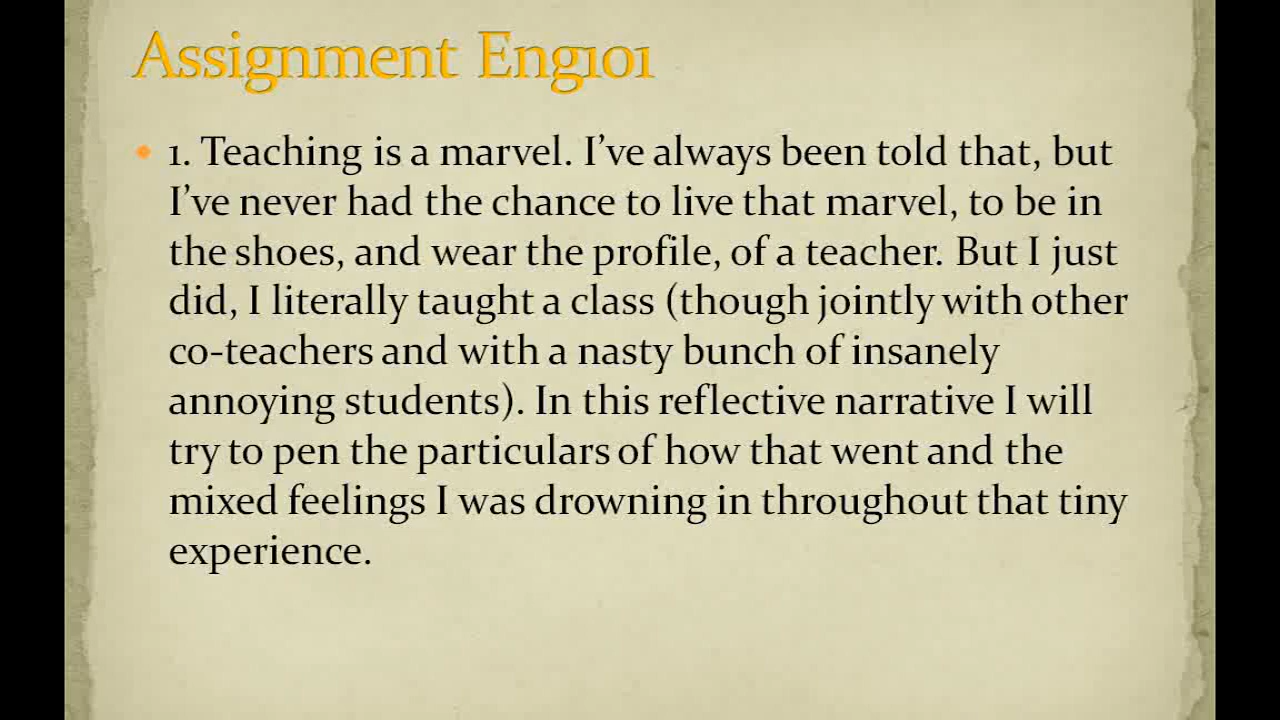 Assignment Eng101
• 1. Teaching is a marvel. I’ve always been told that, but
I’ve never had the chance to live that marvel, to be in
the shoes, and wear the profile, of a teacher. But I just
did, I literally taught a class (though jointly with other
co-teachers and with a nasty bunch of insanely
annoying students). In this reflective narrative I will
try to pen the particulars of how that went and the
mixed feelings I was drowning in throughout that tiny
experience.